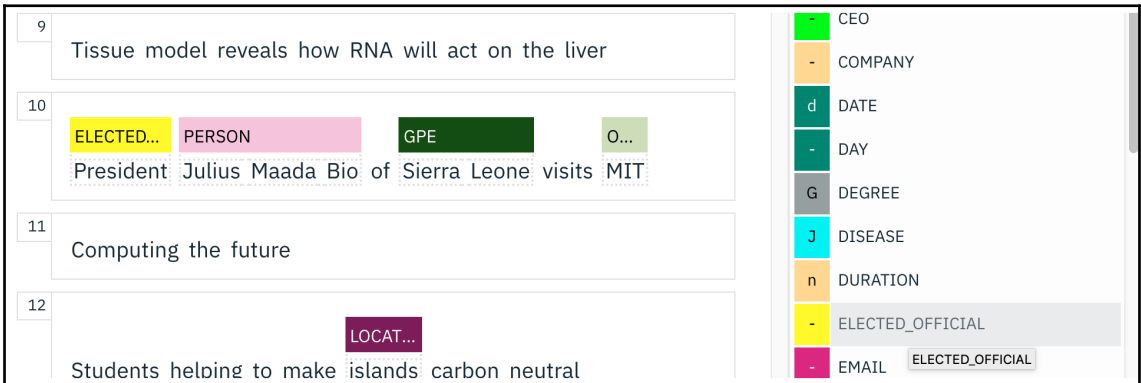 9
Tissue model reveals how RNA will act on the liver
10
ELECTED... PERSON GPE O...
President Julius Maada Bio of Sierra Leone visits MIT
11
Computing the future
12
LOCAT...
Students helping to make islands carbon neutral
- CEO
- COMPANY
d DATE
- DAY
G DEGREE
J DISEASE
n DURATION
- ELECTED_OFFICIAL
- EMAIL
ELECTED_OFFICIAL